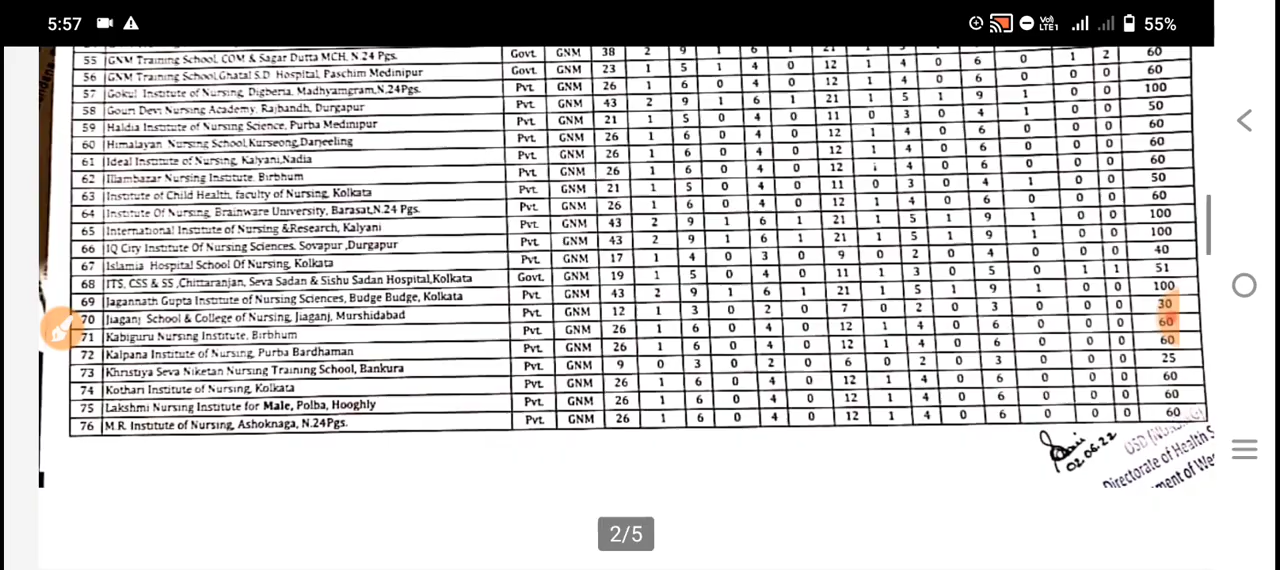 5:57 Vo) LTE1 55%
55 GNM Training School, COM & Sagar Dutta MCH, N.24 Pgs. Govt. GNM 38 2 9 1 6 1 21 1
56 GNM Training School,Ghatal S.D Hospital, Paschim Medinipur Govt. GNM 23 1 5 1 4 0 12 1 4 0 6 0 1 2 60
57 Gokul Institute of Nursing, Digberia, Madhyamgram,N.24Pgs. Pvt. GNM 26 1 6 0 4 0 12 1 4 0 6 0 0 0 60
58 Gouri Devi Nursing Academy, Rajbandh, Durgapur Pvt. GNM 43 2 9 1 6 1 21 1 5 1 9 1 0 0 100
59 Haldia Institute of Nursing Science, Purba Medinipur Pvt. GNM 21 1 5 0 4 0 11 0 3 0 4 1 0 0 50
60 Himalayan Nursing School,Kurseong,Darjeeling Pvt. GNM 26 1 6 0 4 0 12 1 4 0 6 0 0 0 60
61 Ideal Institute of Nursing, Kalyani,Nadia Pvt. GNM 26 1 6 0 4 0 12 1 4 0 6 0 0 0 60
62 Illambazar Nursing Institute, Birbhum Pvt. GNM 26 1 6 0 4 0 12 1 4 0 6 0 0 0 60
63 Institute of Child Health, faculty of Nursing, Kolkata Pvt. GNM 21 1 5 0 4 0 11 0 3 0 4 1 0 0 50
64 Institute Of Nursing, Brainware University, Barasat,N.24 Pgs. Pvt. GNM 26 1 6 0 4 0 12 1 4 0 6 0 0 0 60
65 International Institute of Nursing &Research, Kalyani Pvt. GNM 43 2 9 1 6 1 21 1 5 1 9 1 0 0 100
66 IQ City Institute Of Nursing Sciences, Sovapur ,Durgapur Pvt. GNM 43 2 9 1 6 1 21 1 5 1 9 1 0 0 100
67 Islamia Hospital School Of Nursing, Kolkata Pvt. GNM 17 1 4 0 3 0 9 0 2 0 4 0 0 0 40
68 ITS, CSS & SS ,Chittaranjan, Seva Sadan & Sishu Sadan Hospital,Kolkata Govt. GNM 19 1 5 0 4 0 11 1 3 0 5 0 1 1 51
69 Jagannath Gupta Institute of Nursing Sciences, Budge Budge, Kolkata Pvt. GNM 43 2 9 1 6 1 21 1 5 1 9 1 0 0 100
70 Jiaganj School & College of Nursing, Jiaganj, Murshidabad Pvt. GNM 12 1 3 0 2 0 7 0 2 0 3 0 0 0 30
71 Kabiguru Nursing Institute, Birbhum Pvt. GNM 26 1 6 0 4 0 12 1 4 0 6 0 0 0 60
72 Kalpana Institute of Nursing, Purba Bardhaman Pvt. GNM 26 1 6 0 4 0 12 1 4 0 6 0 0 0 60
73 Khristiya Seva Niketan Nursing Training School, Bankura Pvt. GNM 9 0 3 0 2 0 6 0 2 0 3 0 0 0 25
74 Kothari Institute of Nursing, Kolkata Pvt. GNM 26 1 6 0 4 0 12 1 4 0 6 0 0 0 60
75 Lakshmi Nursing Institute for Male, Polba, Hooghly Pvt. GNM 26 1 6 0 4 0 12 1 4 0 6 0 0 0 60
76 M.R. Institute of Nursing, Ashoknaga, N.24Pgs. Pvt. GNM 26 1 6 0 4 0 12 1 4 0 6 0 0 0 60
02.06.22
OSD (NURSING)
Directorate of Health S
ment of Wes
2/5